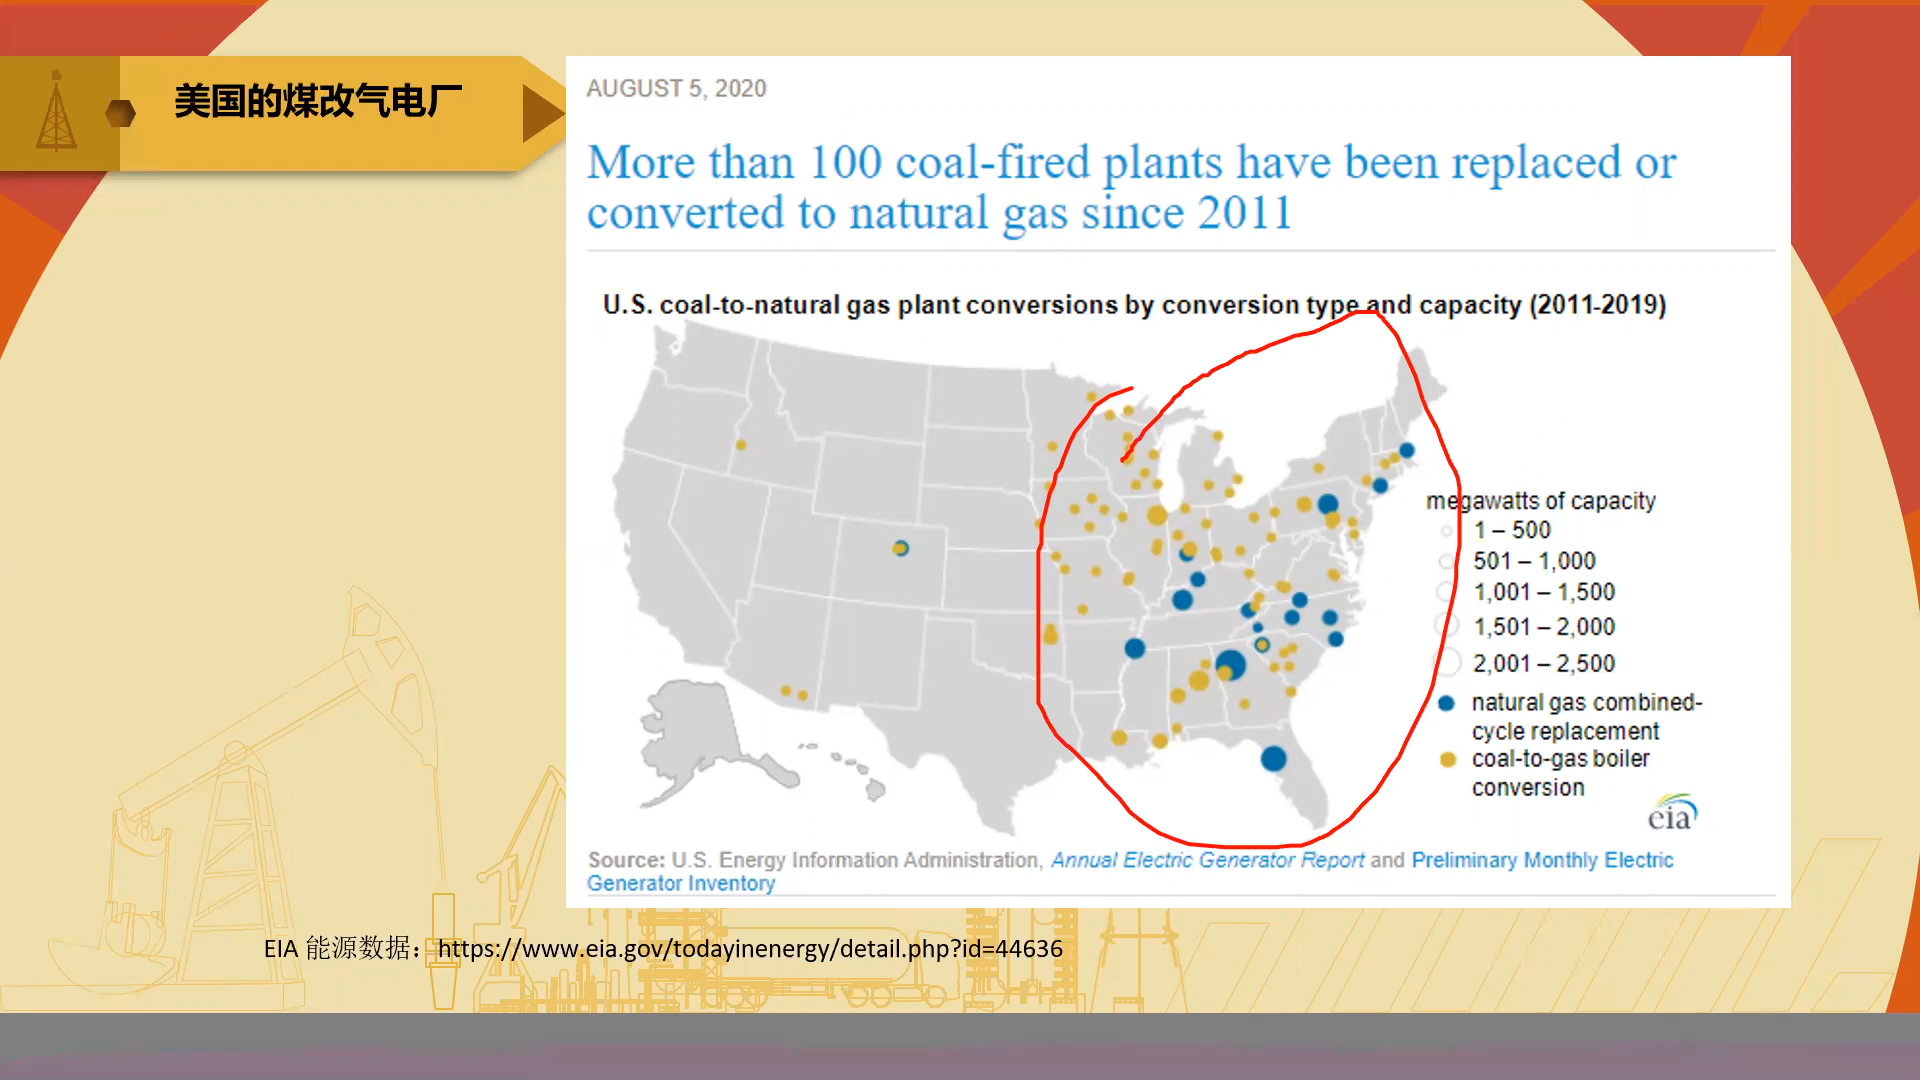 美国的煤改气电厂
AUGUST 5, 2020
More than 100 coal-fired plants have been replaced or
converted to natural gas since 2011
U.S. coal-to-natural gas plant conversions by conversion type and capacity (2011-2019)
megawatts of capacity
1 – 500
501 – 1,000
1,001 – 1,500
1,501 – 2,000
2,001 – 2,500
natural gas combined-
cycle replacement
coal-to-gas boiler
conversion
eia
Source: U.S. Energy Information Administration, Annual Electric Generator Report and Preliminary Monthly Electric
Generator Inventory
EIA 能源数据：https://www.eia.gov/todayinenergy/detail.php?id=44636